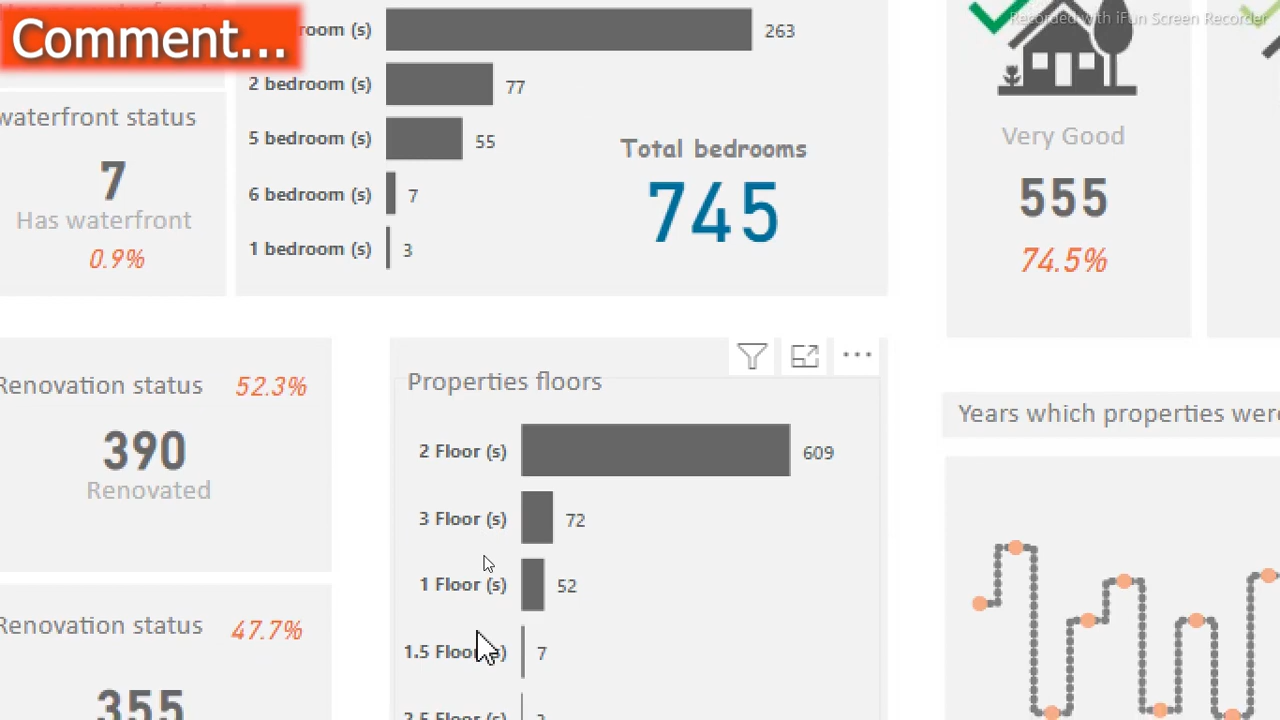 Comment...
Recorded with iFun Screen Recorder
room (s)
263
2 bedroom (s)
77
5 bedroom (s)
55
6 bedroom (s)
7
1 bedroom (s)
3
Total bedrooms
745
waterfront status
7
Has waterfront
0.9%
Very Good
555
74.5%
Renovation status 52.3%
390
Renovated
Renovation status 47.7%
355
Properties floors
2 Floor (s)
609
3 Floor (s)
72
1 Floor (s)
52
1.5 Floor (s)
7
2.5 Floor (s)
Years which properties were